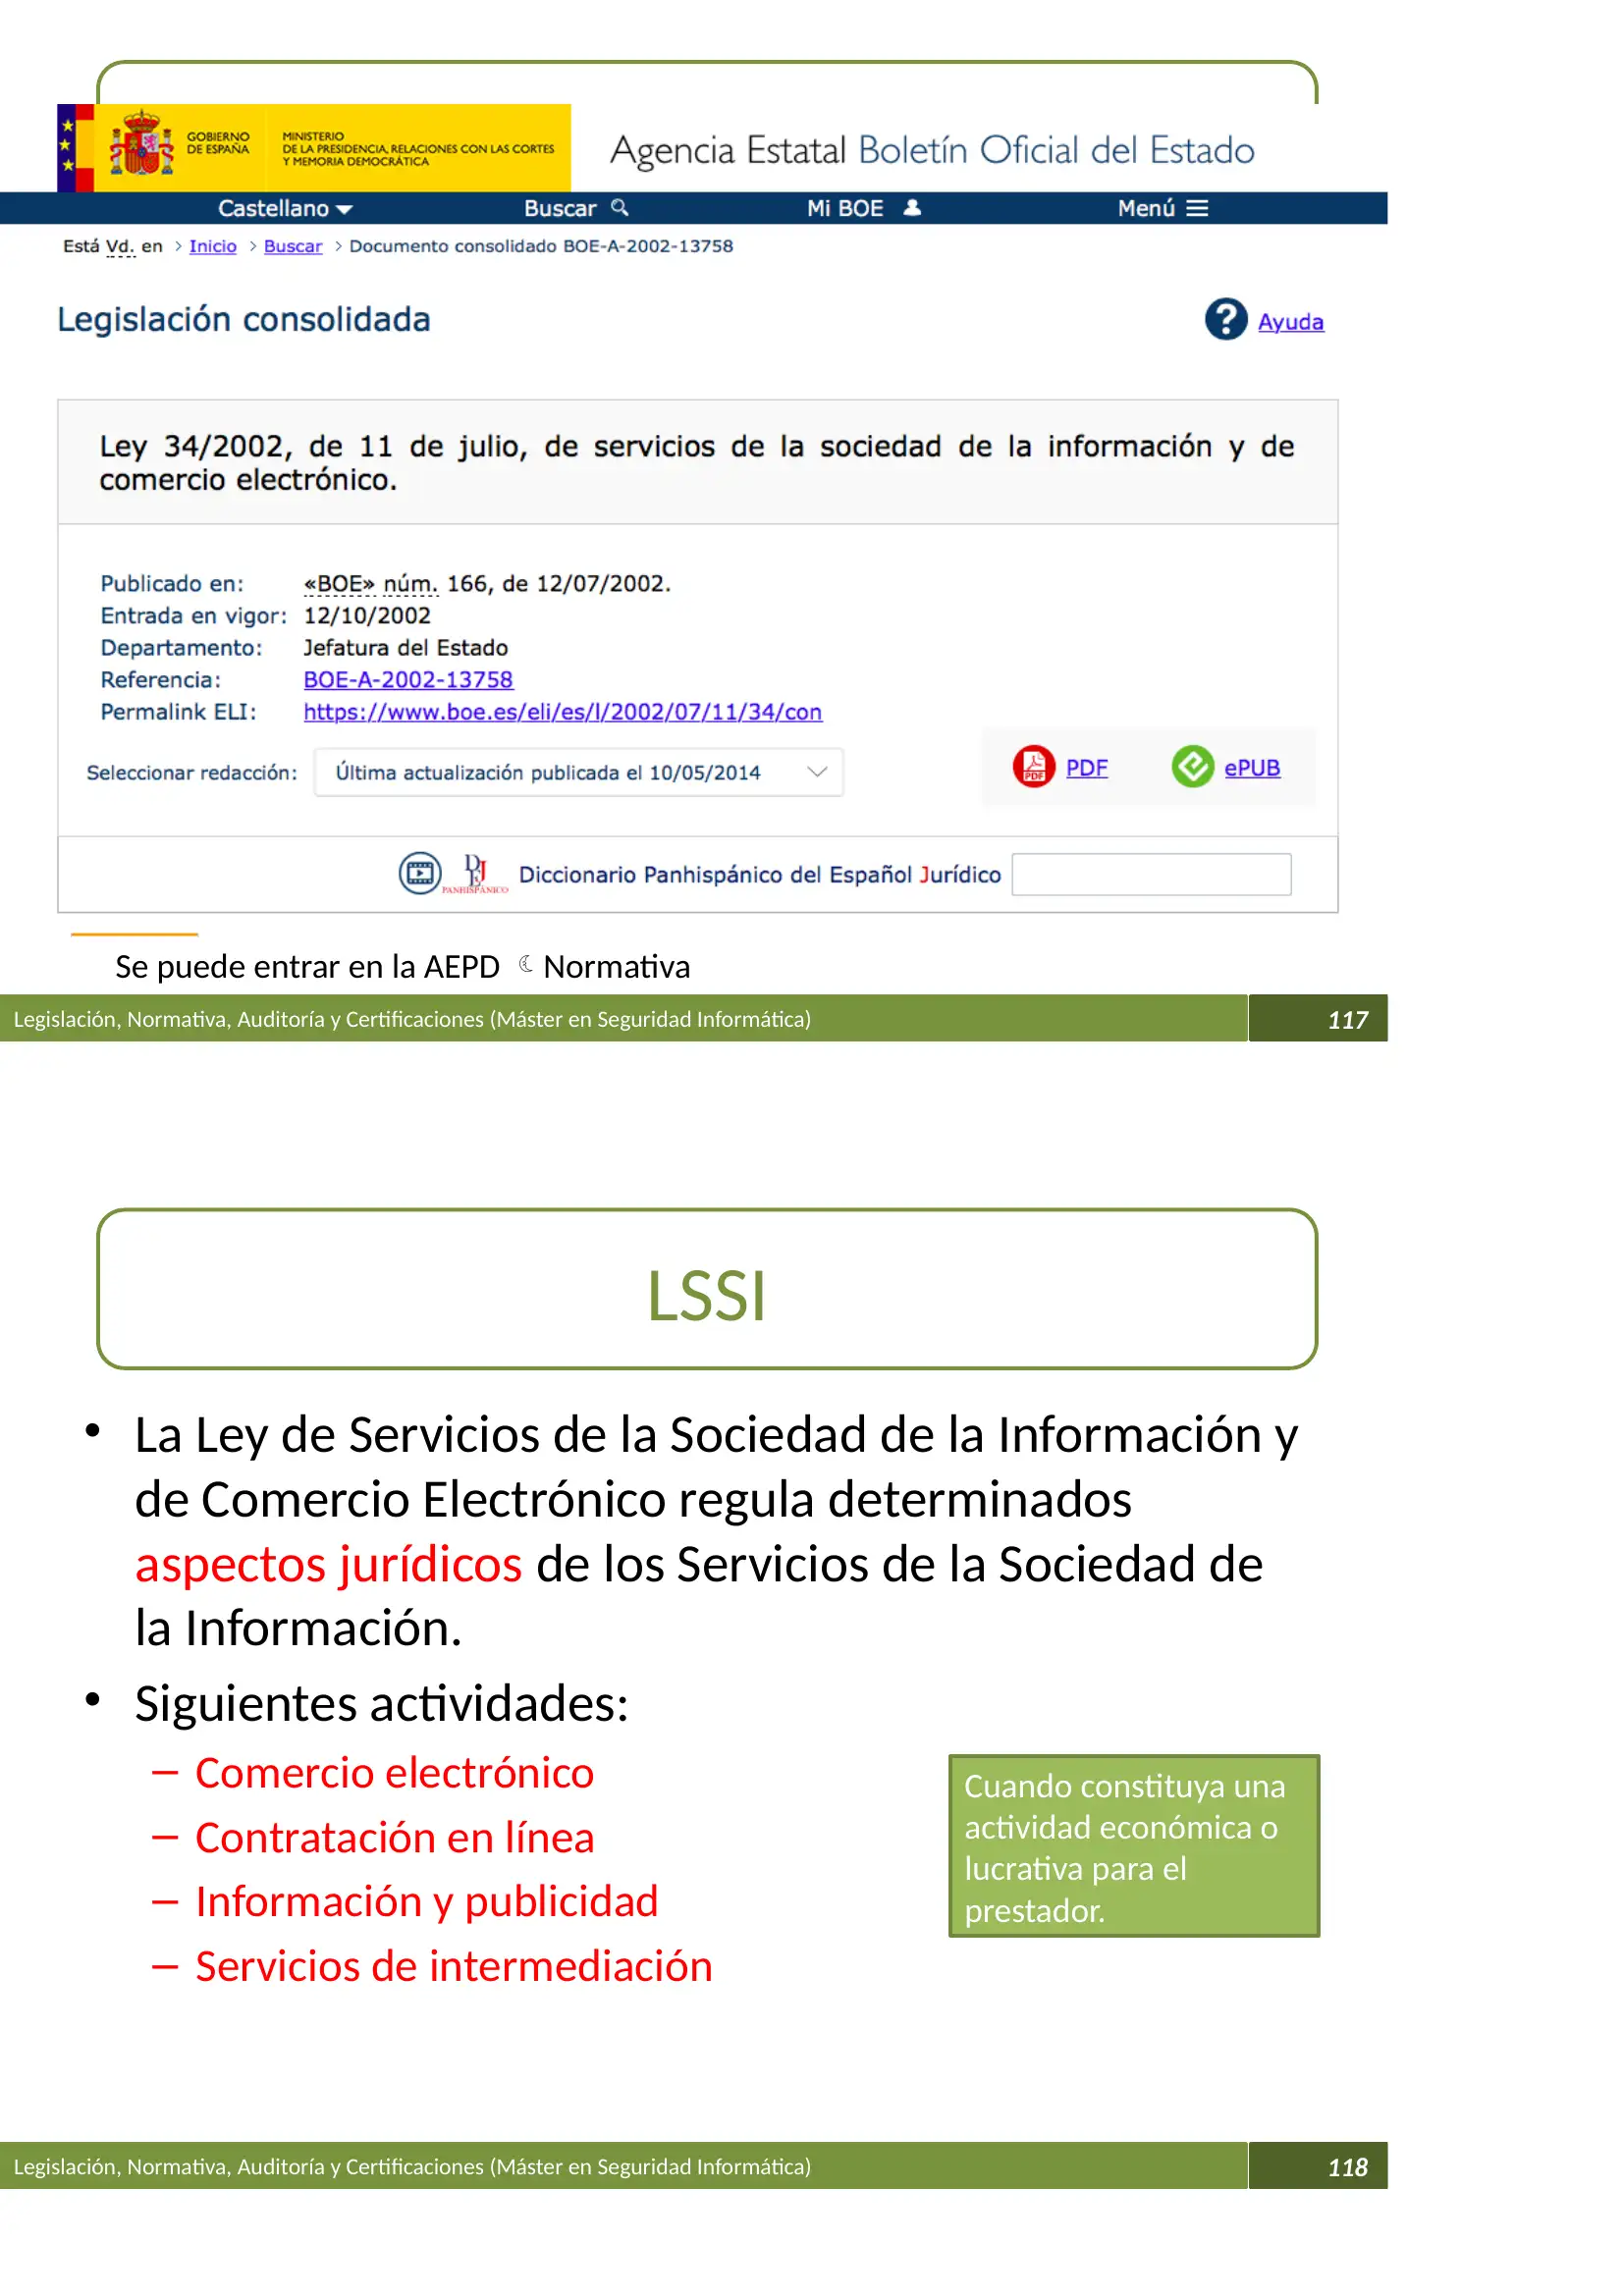 GOBIERNO
DE ESPAÑA
MINISTERIO
DE LA PRESIDENCIA, RELACIONES CON LAS CORTES
Y MEMORIA DEMOCRÁTICA
Agencia Estatal Boletín Oficial del Estado
Castellano Buscar Mi BOE Menú
Está Vd. en > Inicio > Buscar > Documento consolidado BOE-A-2002-13758
Legislación consolidada
? Ayuda
Ley 34/2002, de 11 de julio, de servicios de la sociedad de la información y de
comercio electrónico.
Publicado en: «BOE» núm. 166, de 12/07/2002.
Entrada en vigor: 12/10/2002
Departamento: Jefatura del Estado
Referencia: BOE-A-2002-13758
Permalink ELI: https://www.boe.es/eli/es/l/2002/07/11/34/con
Seleccionar redacción: Última actualización publicada el 10/05/2014
PDF PDF ePUB
DEJ
PANHISPÁNICO
Diccionario Panhispánico del Español Jurídico
Se puede entrar en la AEPD ☾ Normativa
Legislación, Normativa, Auditoría y Certificaciones (Máster en Seguridad Informática) 117
LSSI
• La Ley de Servicios de la Sociedad de la Información y
de Comercio Electrónico regula determinados
aspectos jurídicos de los Servicios de la Sociedad de
la Información.
• Siguientes actividades:
– Comercio electrónico
– Contratación en línea
– Información y publicidad
– Servicios de intermediación
Cuando constituya una
actividad económica o
lucrativa para el
prestador.
Legislación, Normativa, Auditoría y Certificaciones (Máster en Seguridad Informática) 118